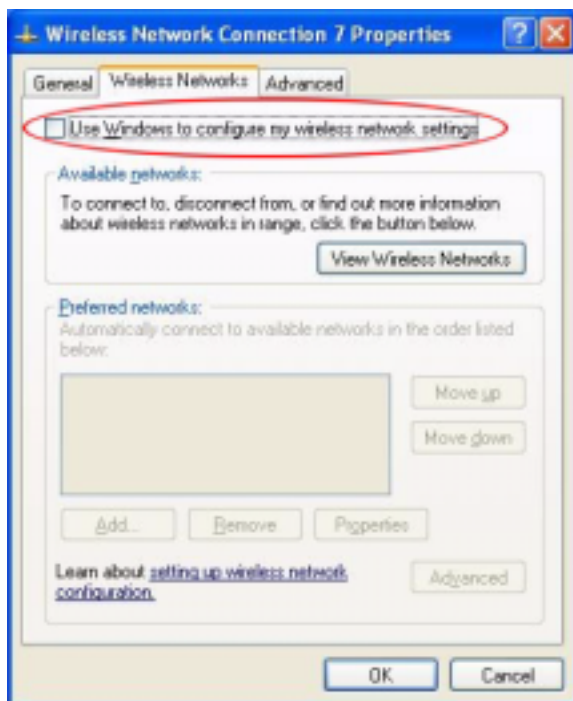 Wireless Network Connection 7 Properties
General Wireless Networks Advanced
Use Windows to configure my wireless network settings
Available networks:
To connect to, disconnect from, or find out more information
about wireless networks in range, click the button below.
View Wireless Networks
Preferred networks:
Automatically connect to available networks in the order listed
below:
Move up
Move down
Add... Remove Properties
Learn about setting up wireless network
configuration.
Advanced
OK Cancel